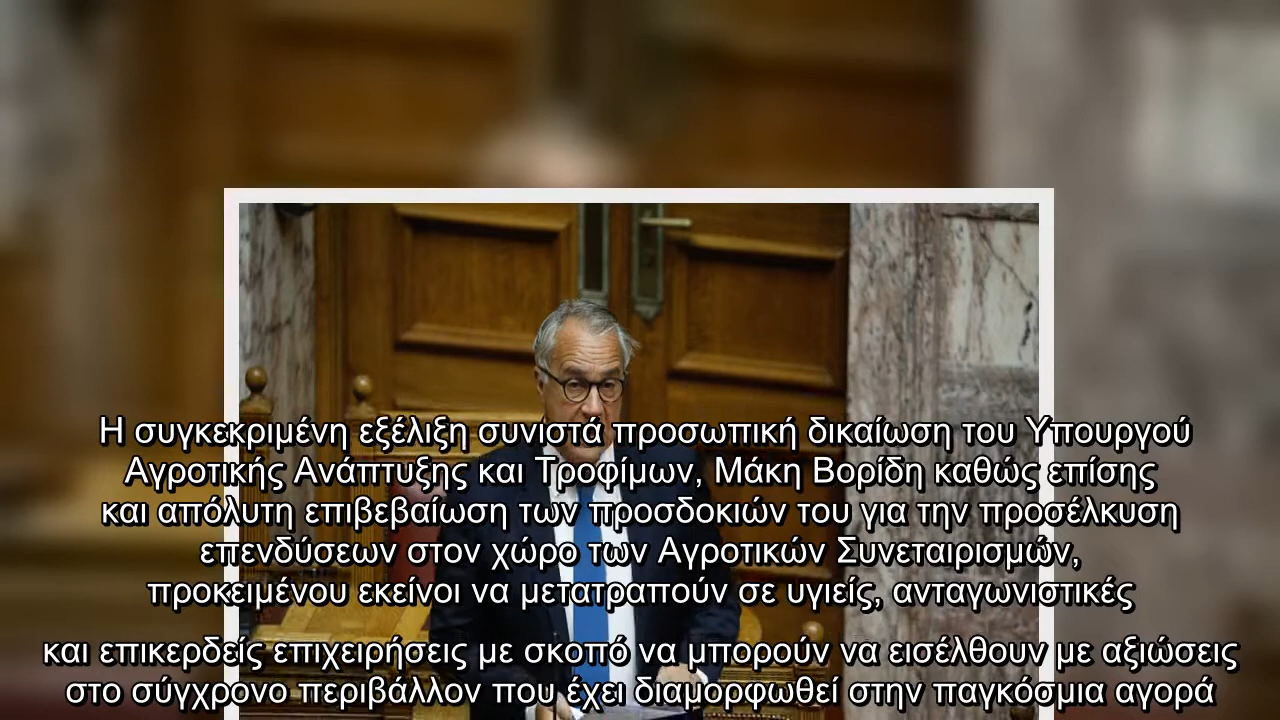 Η συγκεκριμένη εξέλιξη συνιστά προσωπική δικαίωση του Υπουργού
Αγροτικής Ανάπτυξης και Τροφίμων, Μάκη Βορίδη καθώς επίσης
και απόλυτη επιβεβαίωση των προσδοκιών του για την προσέλκυση
επενδύσεων στον χώρο των Αγροτικών Συνεταιρισμών,
προκειμένου εκείνοι να μετατραπούν σε υγιείς, ανταγωνιστικές
και επικερδείς επιχειρήσεις με σκοπό να μπορούν να εισέλθουν με αξιώσεις
στο σύγχρονο περιβάλλον που έχει διαμορφωθεί στην παγκόσμια αγορά